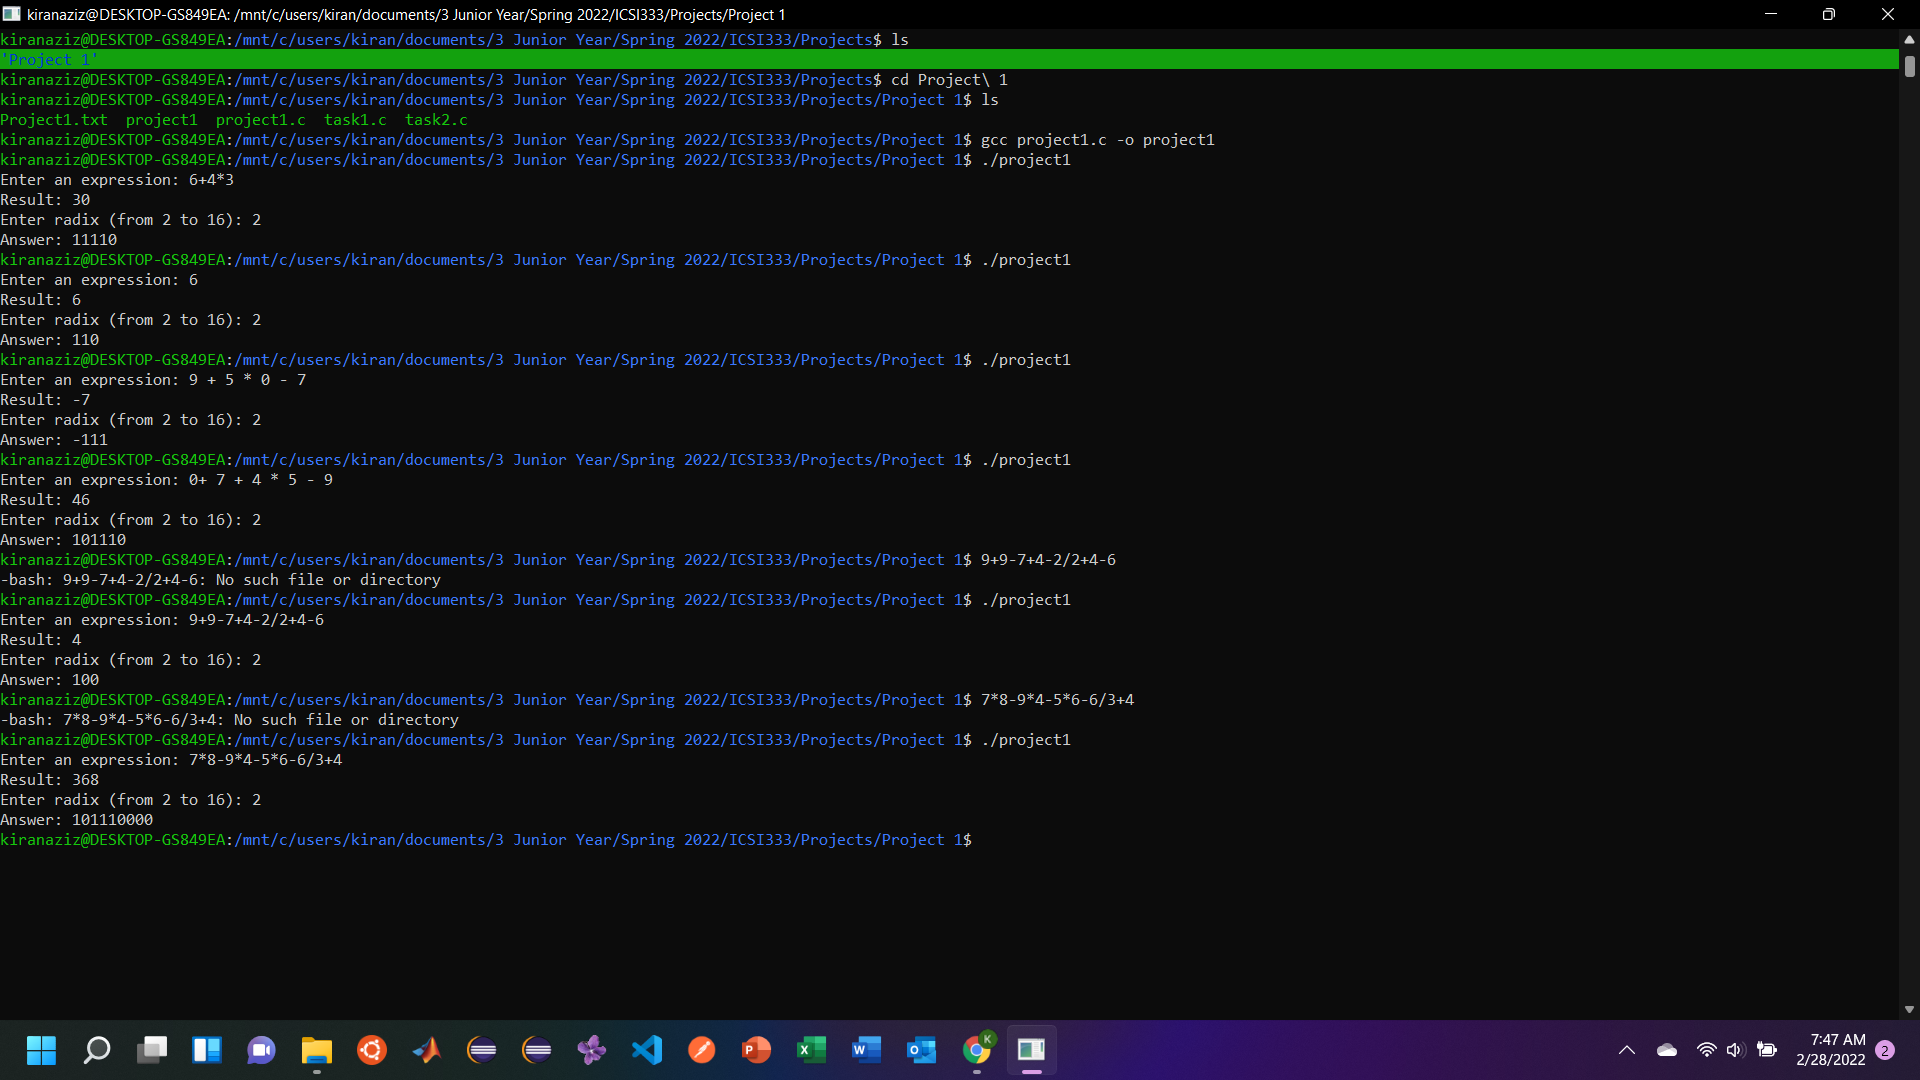 kiranaziz@DESKTOP-GS849EA: /mnt/c/users/kiran/documents/3 Junior Year/Spring 2022/ICSI333/Projects/Project 1
kiranaziz@DESKTOP-GS849EA:/mnt/c/users/kiran/documents/3 Junior Year/Spring 2022/ICSI333/Projects$ ls
'Project 1'
kiranaziz@DESKTOP-GS849EA:/mnt/c/users/kiran/documents/3 Junior Year/Spring 2022/ICSI333/Projects$ cd Project\ 1
kiranaziz@DESKTOP-GS849EA:/mnt/c/users/kiran/documents/3 Junior Year/Spring 2022/ICSI333/Projects/Project 1$ ls
Project1.txt  project1  project1.c  task1.c  task2.c
kiranaziz@DESKTOP-GS849EA:/mnt/c/users/kiran/documents/3 Junior Year/Spring 2022/ICSI333/Projects/Project 1$ gcc project1.c -o project1
kiranaziz@DESKTOP-GS849EA:/mnt/c/users/kiran/documents/3 Junior Year/Spring 2022/ICSI333/Projects/Project 1$ ./project1
Enter an expression: 6+4*3
Result: 30
Enter radix (from 2 to 16): 2
Answer: 11110
kiranaziz@DESKTOP-GS849EA:/mnt/c/users/kiran/documents/3 Junior Year/Spring 2022/ICSI333/Projects/Project 1$ ./project1
Enter an expression: 6
Result: 6
Enter radix (from 2 to 16): 2
Answer: 110
kiranaziz@DESKTOP-GS849EA:/mnt/c/users/kiran/documents/3 Junior Year/Spring 2022/ICSI333/Projects/Project 1$ ./project1
Enter an expression: 9 + 5 * 0 - 7
Result: -7
Enter radix (from 2 to 16): 2
Answer: -111
kiranaziz@DESKTOP-GS849EA:/mnt/c/users/kiran/documents/3 Junior Year/Spring 2022/ICSI333/Projects/Project 1$ ./project1
Enter an expression: 0+ 7 + 4 * 5 - 9
Result: 46
Enter radix (from 2 to 16): 2
Answer: 101110
kiranaziz@DESKTOP-GS849EA:/mnt/c/users/kiran/documents/3 Junior Year/Spring 2022/ICSI333/Projects/Project 1$ 9+9-7+4-2/2+4-6
-bash: 9+9-7+4-2/2+4-6: No such file or directory
kiranaziz@DESKTOP-GS849EA:/mnt/c/users/kiran/documents/3 Junior Year/Spring 2022/ICSI333/Projects/Project 1$ ./project1
Enter an expression: 9+9-7+4-2/2+4-6
Result: 4
Enter radix (from 2 to 16): 2
Answer: 100
kiranaziz@DESKTOP-GS849EA:/mnt/c/users/kiran/documents/3 Junior Year/Spring 2022/ICSI333/Projects/Project 1$ 7*8-9*4-5*6-6/3+4
-bash: 7*8-9*4-5*6-6/3+4: No such file or directory
kiranaziz@DESKTOP-GS849EA:/mnt/c/users/kiran/documents/3 Junior Year/Spring 2022/ICSI333/Projects/Project 1$ ./project1
Enter an expression: 7*8-9*4-5*6-6/3+4
Result: 368
Enter radix (from 2 to 16): 2
Answer: 101110000
kiranaziz@DESKTOP-GS849EA:/mnt/c/users/kiran/documents/3 Junior Year/Spring 2022/ICSI333/Projects/Project 1$
P
X
W
K
7:47 AM
2/28/2022
2